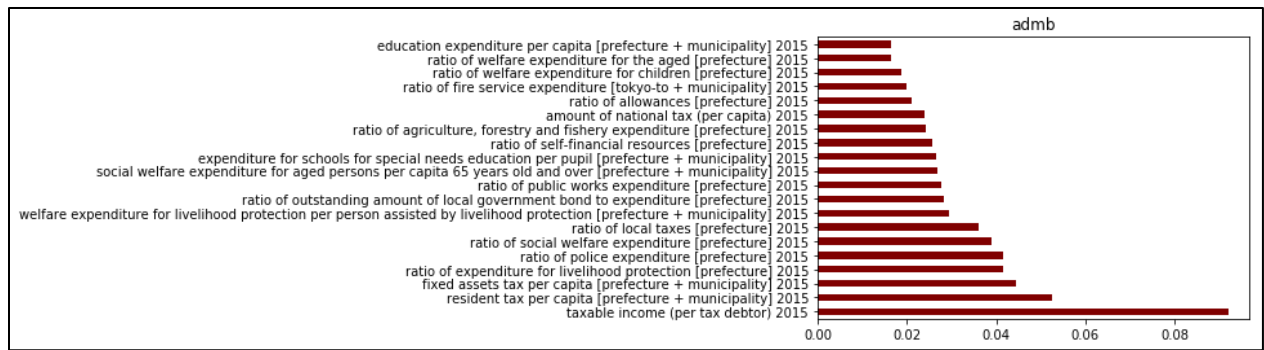 admb
education expenditure per capita [prefecture + municipality] 2015
ratio of welfare expenditure for the aged [prefecture] 2015
ratio of welfare expenditure for children [prefecture] 2015
ratio of fire service expenditure [tokyo-to + municipality] 2015
ratio of allowances [prefecture] 2015
amount of national tax (per capita) 2015
ratio of agriculture, forestry and fishery expenditure [prefecture] 2015
ratio of self-financial resources [prefecture] 2015
expenditure for schools for special needs education per pupil [prefecture + municipality] 2015
social welfare expenditure for aged persons per capita 65 years old and over [prefecture + municipality] 2015
ratio of public works expenditure [prefecture] 2015
ratio of outstanding amount of local government bond to expenditure [prefecture] 2015
welfare expenditure for livelihood protection per person assisted by livelihood protection [prefecture + municipality] 2015
ratio of local taxes [prefecture] 2015
ratio of social welfare expenditure [prefecture] 2015
ratio of police expenditure [prefecture] 2015
ratio of expenditure for livelihood protection [prefecture] 2015
fixed assets tax per capita [prefecture + municipality] 2015
resident tax per capita [prefecture + municipality] 2015
taxable income (per tax debtor) 2015
0.00 0.02 0.04 0.06 0.08